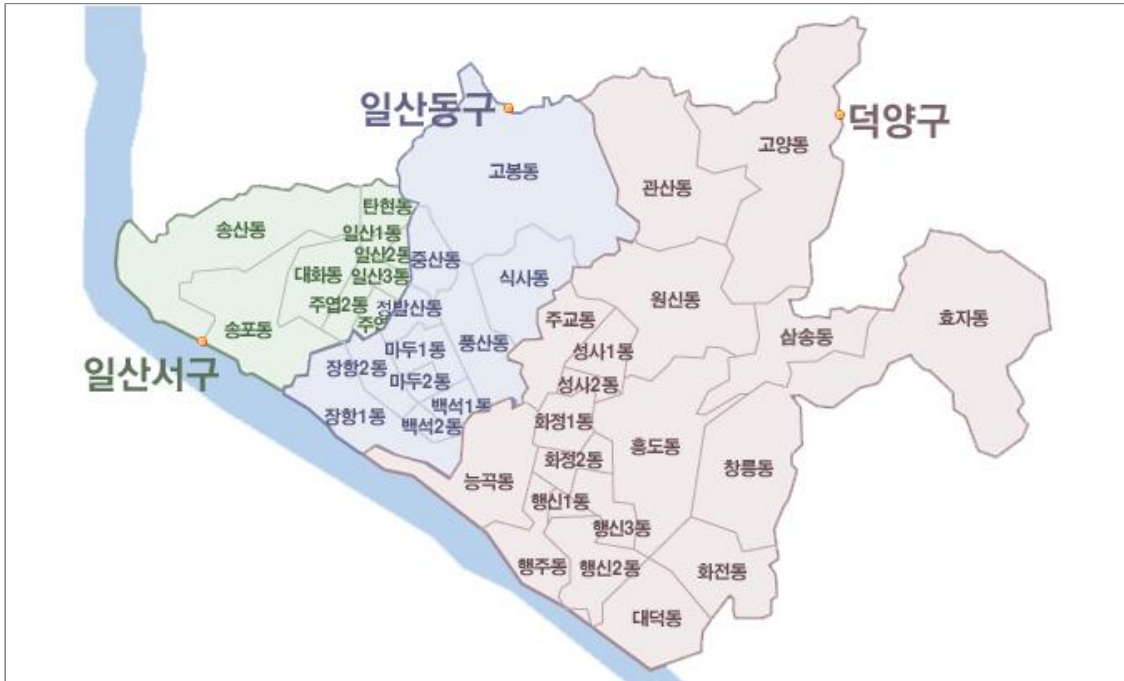 일산동구
덕양구
고양동
고봉동
관산동
탄현동
송산동
일산1동
일산2동
중산동
대화동
일산3동
식사동
원신동
주엽2동
정발산동
주교동
효자동
송포동
삼송동
풍산동
마두1동
성사1동
일산서구
장항2동
마두2동
성사2동
백석1동
장항1동
백석2동
화정1동
흥도동
화정2동
창릉동
능곡동
행신1동
행신3동
행주동
행신2동
화전동
대덕동